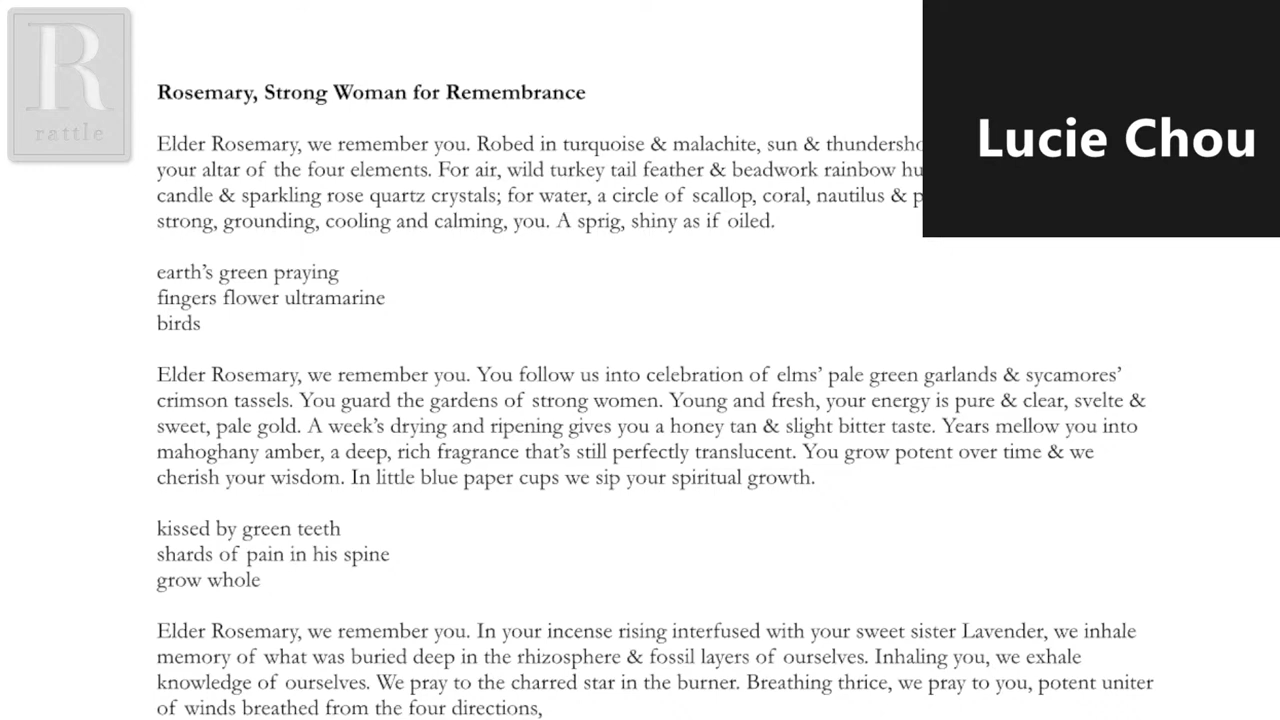 R
rattle
Lucie Chou
Rosemary, Strong Woman for Remembrance
Elder Rosemary, we remember you. Robed in turquoise & malachite, sun &
your altar of the four elements. For air, wild turkey tail feather & beadwork rainbow
candle & sparkling rose quartz crystals; for water, a circle of scallop, coral, nautilus &
strong, grounding, cooling and calming, you. A sprig, shiny as if oiled.
earth’s green praying
fingers flower ultramarine
birds
Elder Rosemary, we remember you. You follow us into celebration of elms’ pale green garlands & sycamores’
crimson tassels. You guard the gardens of strong women. Young and fresh, your energy is pure & clear, svelte &
sweet, pale gold. A week’s drying and ripening gives you a honey tan & slight bitter taste. Years mellow you into
mahoghany amber, a deep, rich fragrance that’s still perfectly translucent. You grow potent over time & we
cherish your wisdom. In little blue paper cups we sip your spiritual growth.
kissed by green teeth
shards of pain in his spine
grow whole
Elder Rosemary, we remember you. In your incense rising interfused with your sweet sister Lavender, we inhale
memory of what was buried deep in the rhizosphere & fossil layers of ourselves. Inhaling you, we exhale
knowledge of ourselves. We pray to the charred star in the burner. Breathing thrice, we pray to you, potent uniter
of winds breathed from the four directions,